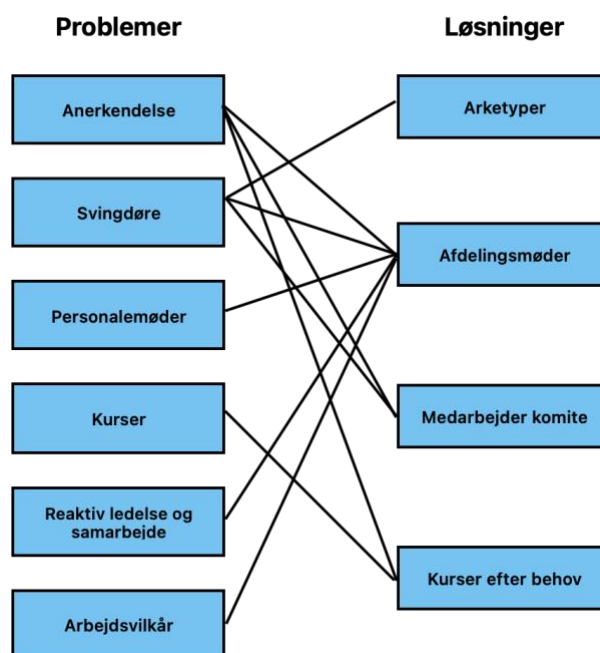 Problemer
Løsninger
Anerkendelse
Svingdøre
Personalemøder
Kurser
Reaktiv ledelse og
samarbejde
Arbejdsvilkår
Arketyper
Afdelingsmøder
Medarbejder komite
Kurser efter behov